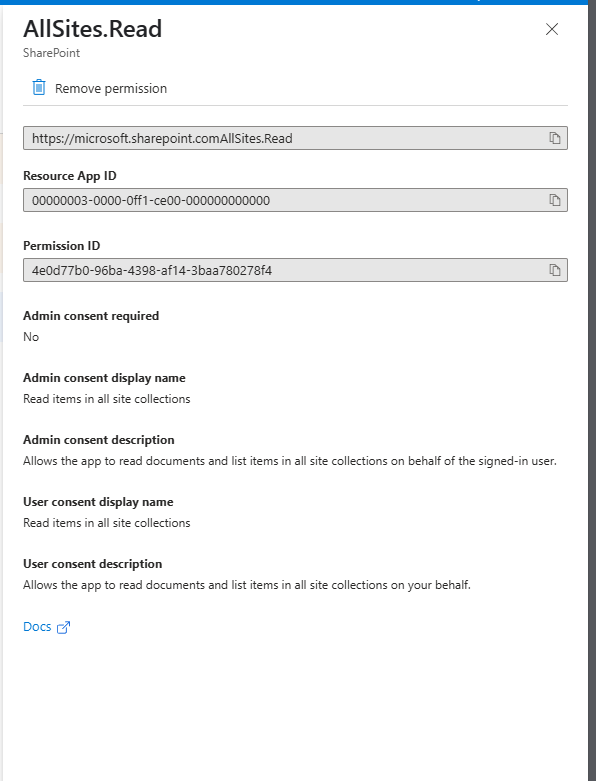 AllSites.Read
SharePoint
Remove permission
https://microsoft.sharepoint.comAllSites.Read
Resource App ID
00000003-0000-0ff1-ce00-000000000000
Permission ID
4e0d77b0-96ba-4398-af14-3baa780278f4
Admin consent required
No
Admin consent display name
Read items in all site collections
Admin consent description
Allows the app to read documents and list items in all site collections on behalf of the signed-in user.
User consent display name
Read items in all site collections
User consent description
Allows the app to read documents and list items in all site collections on your behalf.
Docs